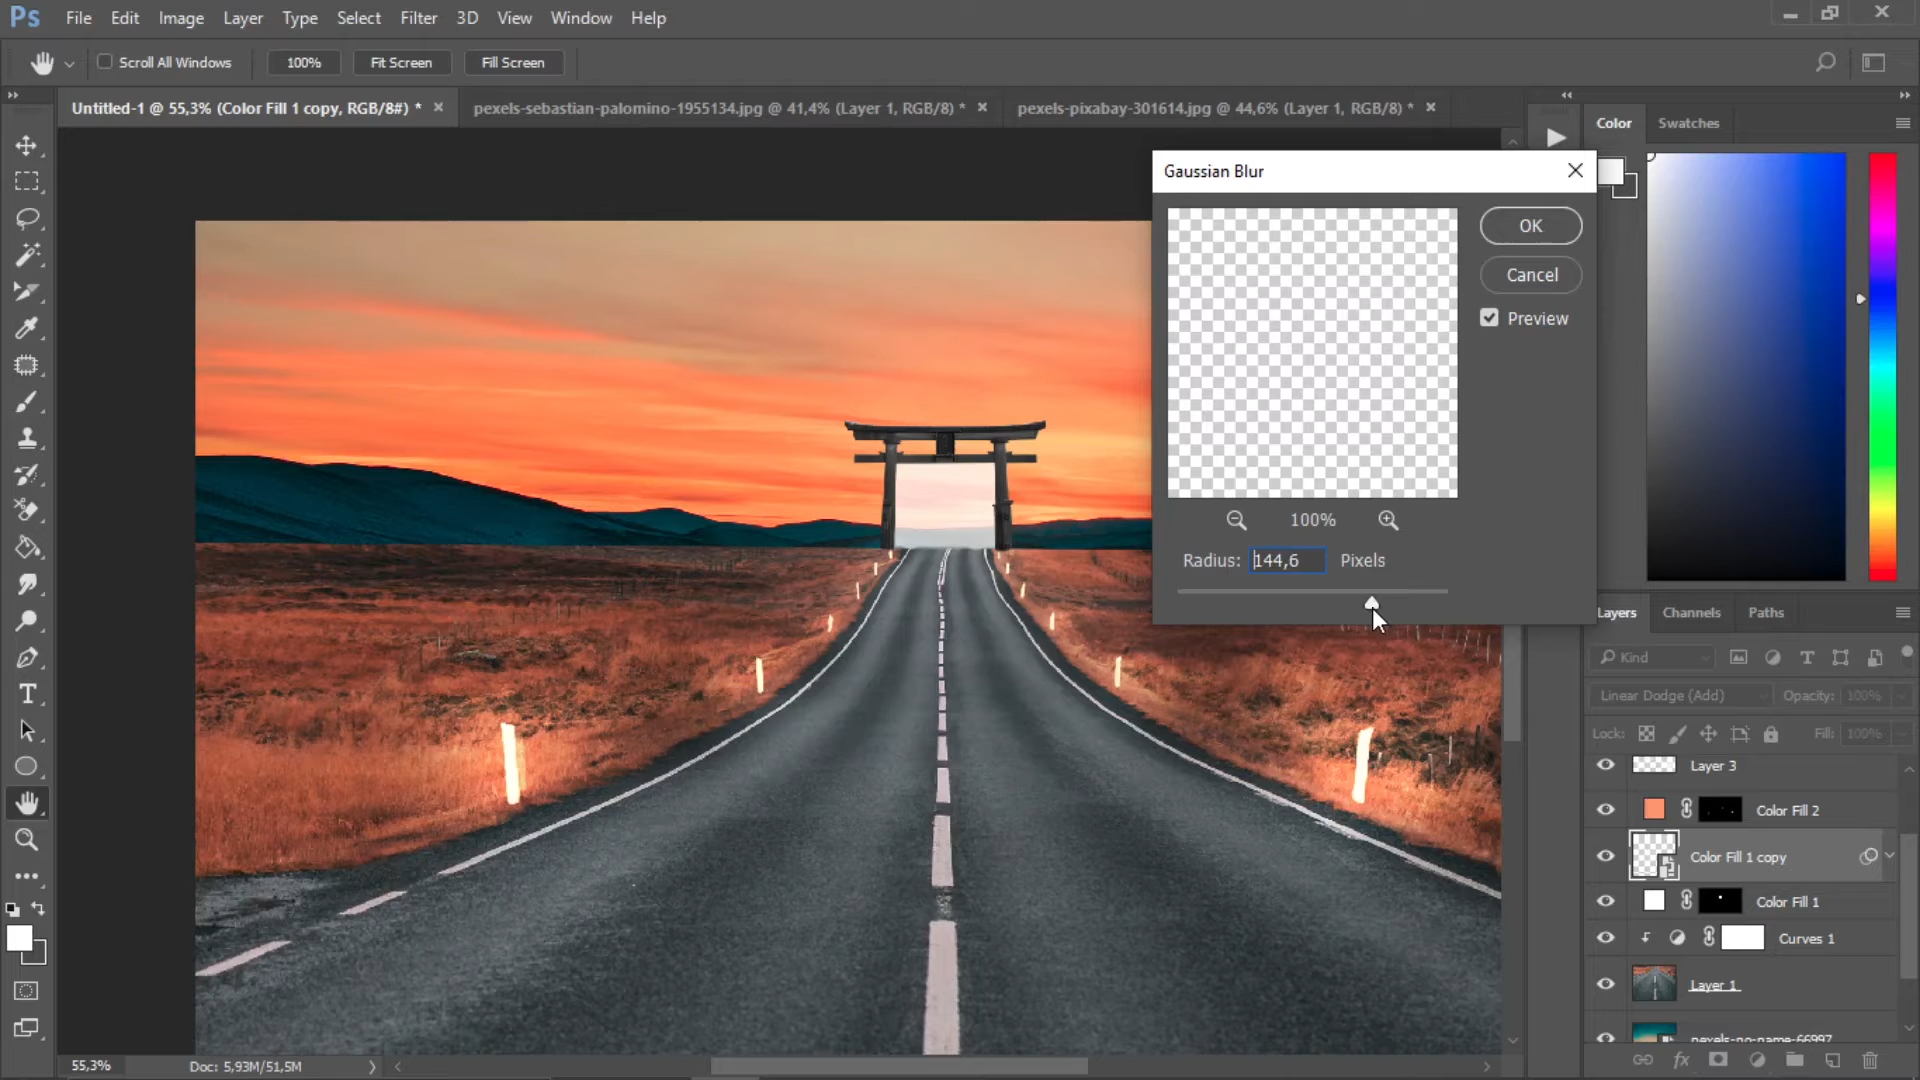 Ps File Edit Image Layer Type Select Filter 3D View Window Help
Scroll All Windows 100% Fit Screen Fill Screen
Untitled-1 @ 55,3% (Color Fill 1 copy, RGB/8#) *
pexels-sebastian-palomino-1955134.jpg @ 41,4% (Layer 1, RGB/8) *
pexels-pixabay-301614.jpg @ 44,6% (Layer 1, RGB/8) *
Color Swatches
Gaussian Blur
OK
Cancel
Preview
100%
Radius: 144,6 Pixels
Layers Channels Paths
Kind
Linear Dodge (Add) Opacity: 100%
Lock: Fill: 100%
Layer 3
Color Fill 2
Color Fill 1 copy
Color Fill 1
Curves 1
Layer 1
pexels-no-name-66997
55,3% Doc: 5,93M/51,5M